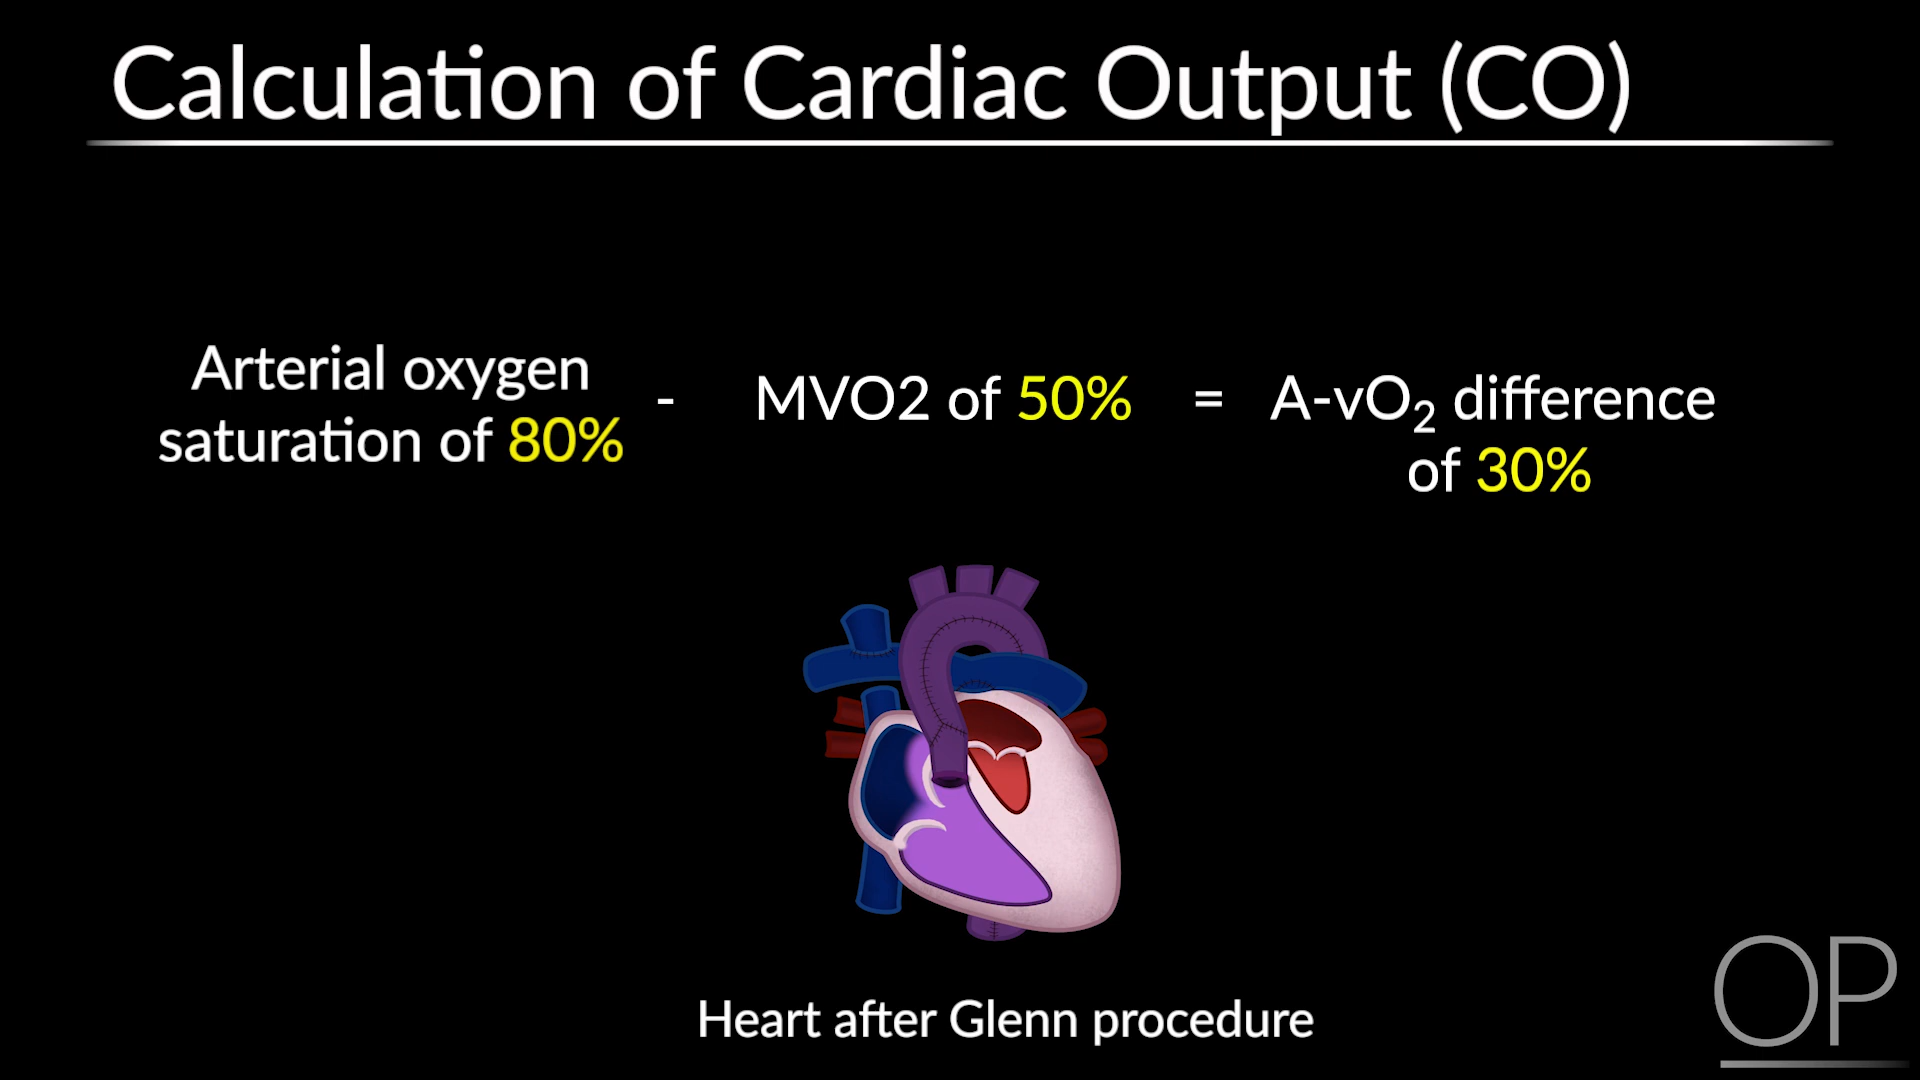 Calculation of Cardiac Output (CO)
Arterial oxygen
saturation of 80%
-
MVO2 of 50%
=
A-vO₂ difference
of 30%
Heart after Glenn procedure
OP